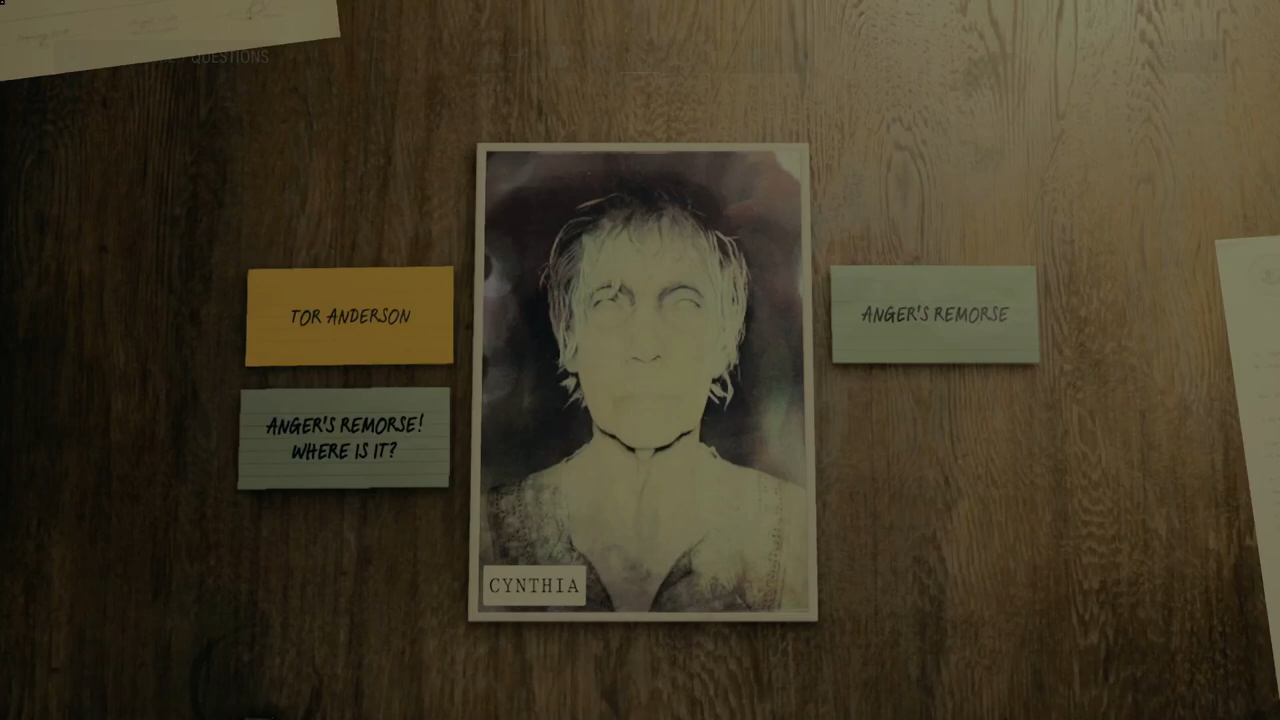 QUESTIONS
TOR ANDERSON
ANGER'S REMORSE!
WHERE IS IT?
ANGER'S REMORSE
CYNTHIA